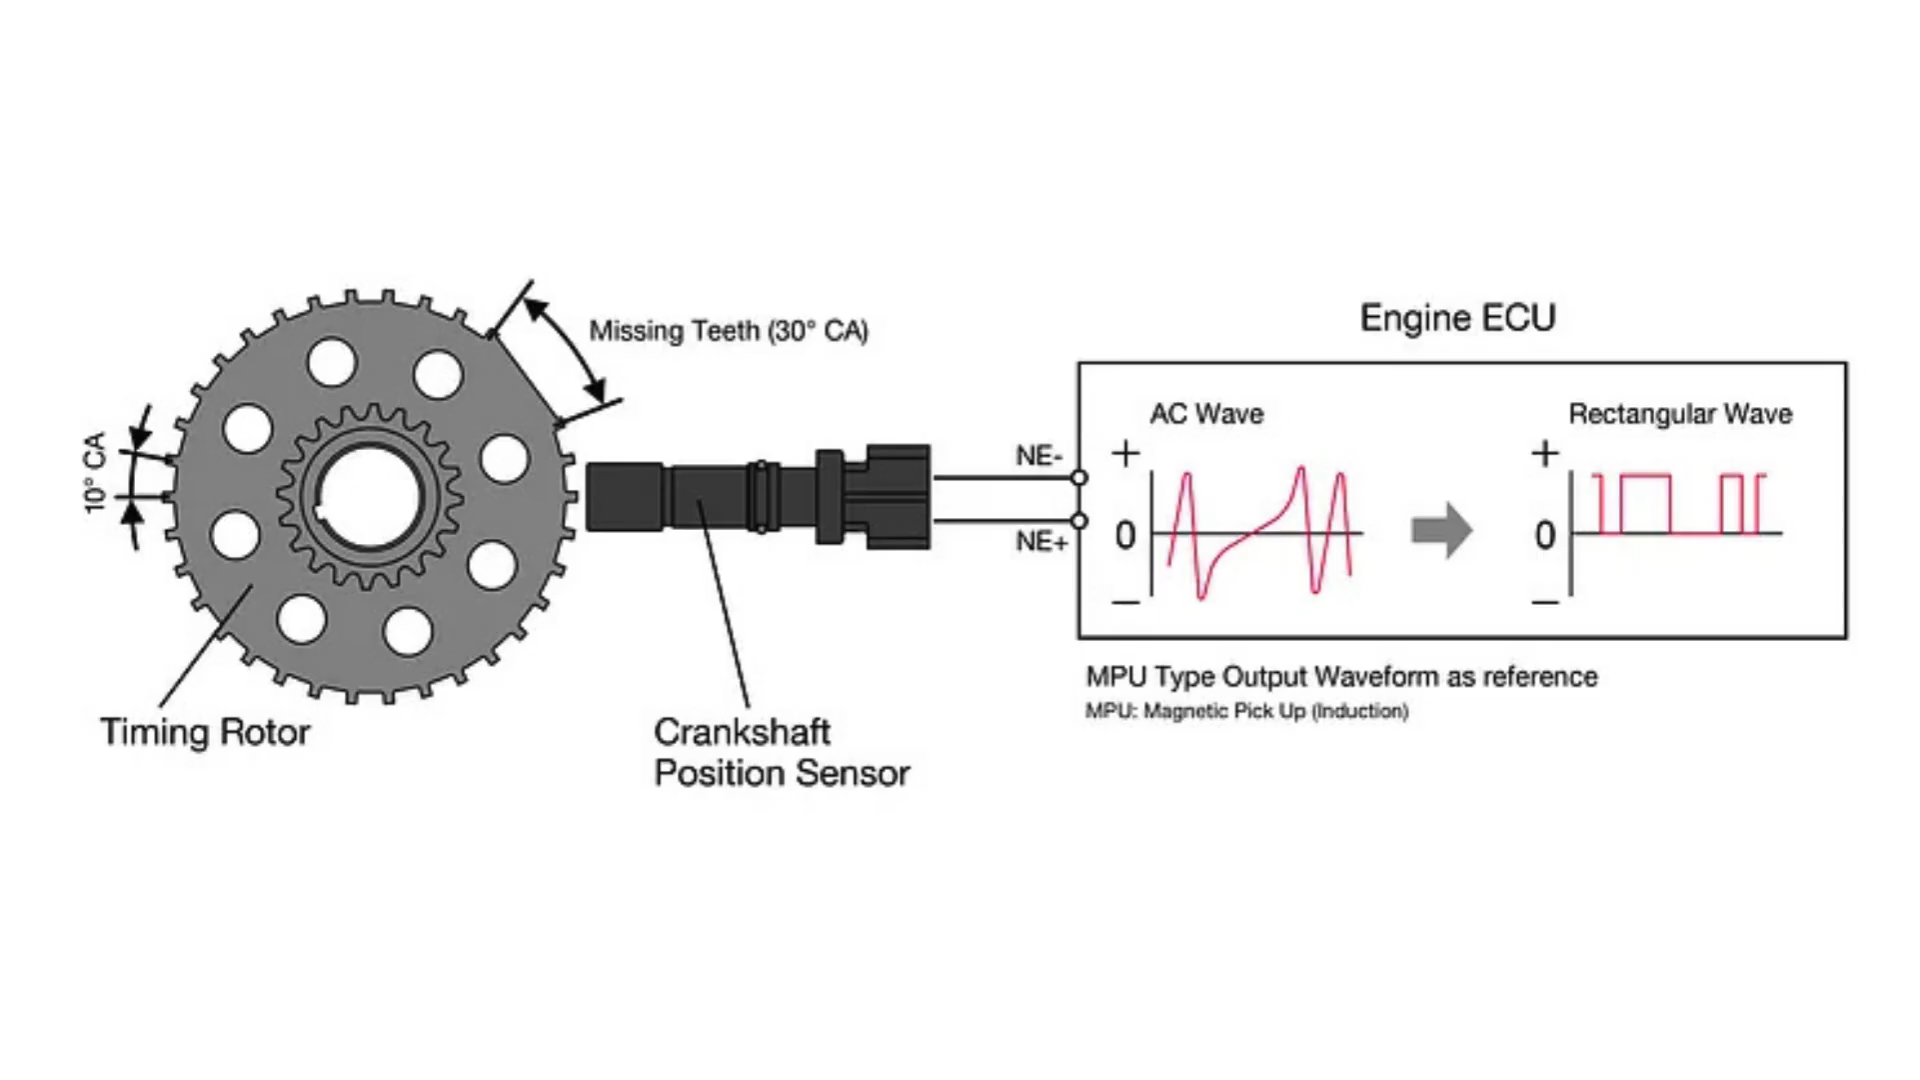 Missing Teeth (30° CA)
10° CA
Timing Rotor
Crankshaft
Position Sensor
NE-
NE+
Engine ECU
AC Wave
+
0
—
Rectangular Wave
+
0
—
MPU Type Output Waveform as reference
MPU: Magnetic Pick Up (Induction)